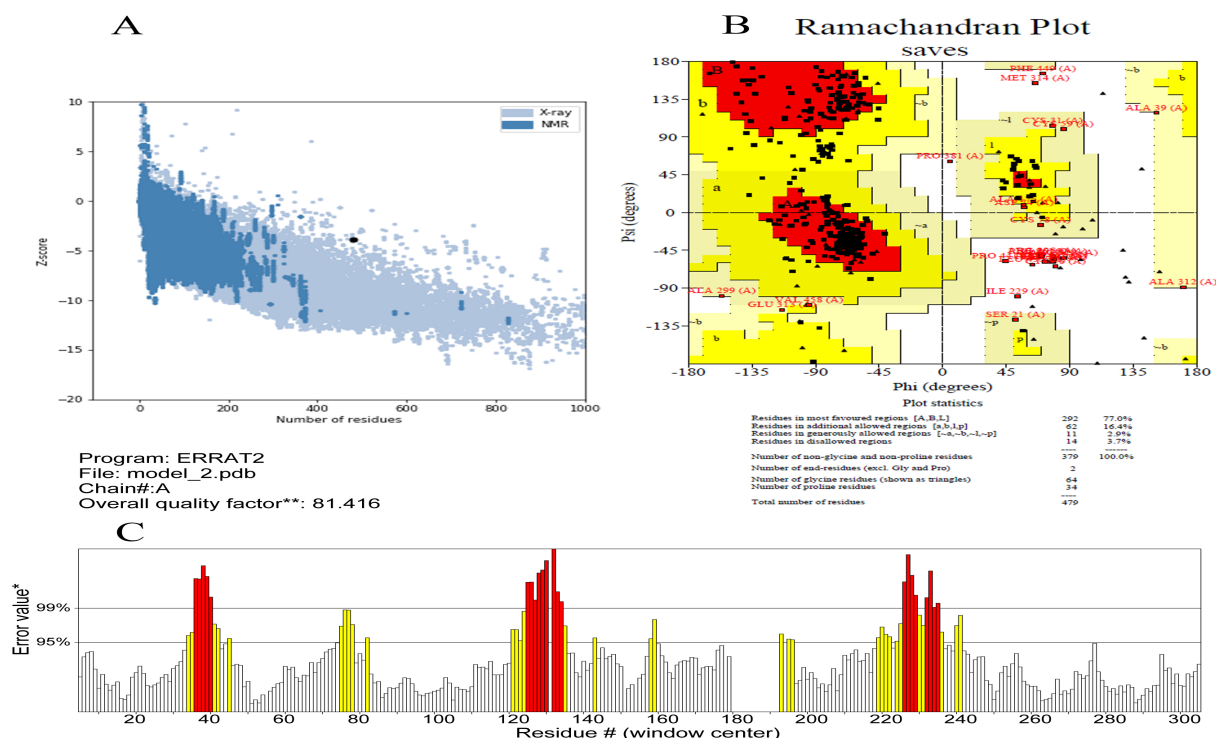 A
10
5
0
−5
−10
−15
−20
Z-score
X-ray
NMR
0
200
400
600
800
1000
Number of residues
B
Ramachandran Plot
saves
180
135
90
45
0
-45
-90
-135
Psi (degrees)
B
b
a
A
b
~b
~b
~a
~l
l
~b
b
~p
p
~b
PHE 449 (A)
MET 314 (A)
ALA 39 (A)
CYS 31 (A)
PRO 381 (A)
ILE 229 (A)
SER 21 (A)
ALA 312 (A)
ALA 299 (A)
VAL 458 (A)
GLU 313 (A)
-180
-135
-90
-45
0
45
90
135
180
Phi (degrees)
Plot statistics
Residues in most favoured regions [A,B,L] 292 77.0%
Residues in additional allowed regions [a,b,l,p] 62 16.4%
Residues in generously allowed regions [~a,~b,~l,~p] 11 2.9%
Residues in disallowed regions 14 3.7%
---- ------
Number of non-glycine and non-proline residues 379 100.0%
Number of end-residues (excl. Gly and Pro) 2
Number of glycine residues (shown as triangles) 64
Number of proline residues 34
----
Total number of residues 479
Program: ERRAT2
File: model_2.pdb
Chain#:A
Overall quality factor**: 81.416
C
Error value*
99%
95%
20
40
60
80
100
120
140
160
180
200
220
240
260
280
300
Residue # (window center)